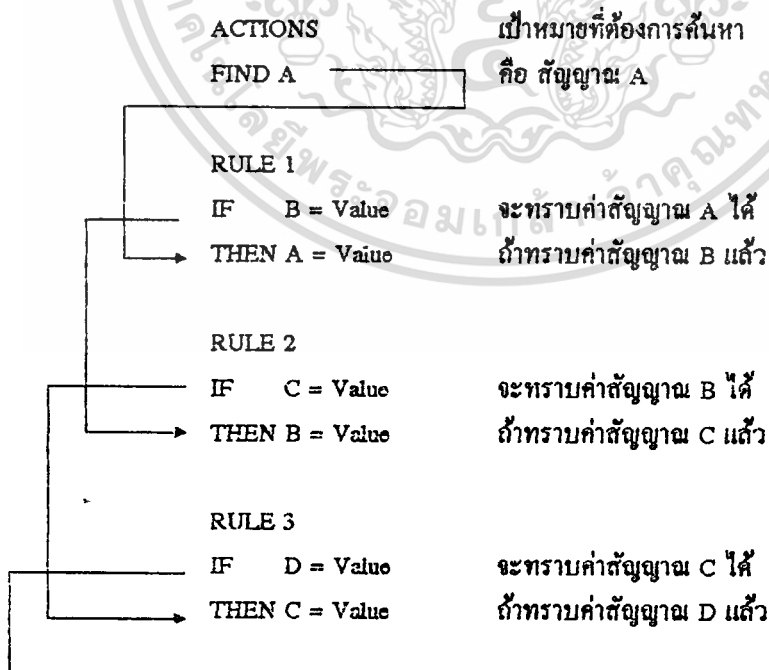 ACTIONS เป้าหมายที่ต้องการค้นหา
FIND A คือ สัญญาณ A
RULE 1
IF B = Value จะทราบค่าสัญญาณ A ได้
THEN A = Value ถ้าทราบค่าสัญญาณ B แล้ว
RULE 2
IF C = Value จะทราบค่าสัญญาณ B ได้
THEN B = Value ถ้าทราบค่าสัญญาณ C แล้ว
RULE 3
IF D = Value จะทราบค่าสัญญาณ C ได้
THEN C = Value ถ้าทราบค่าสัญญาณ D แล้ว